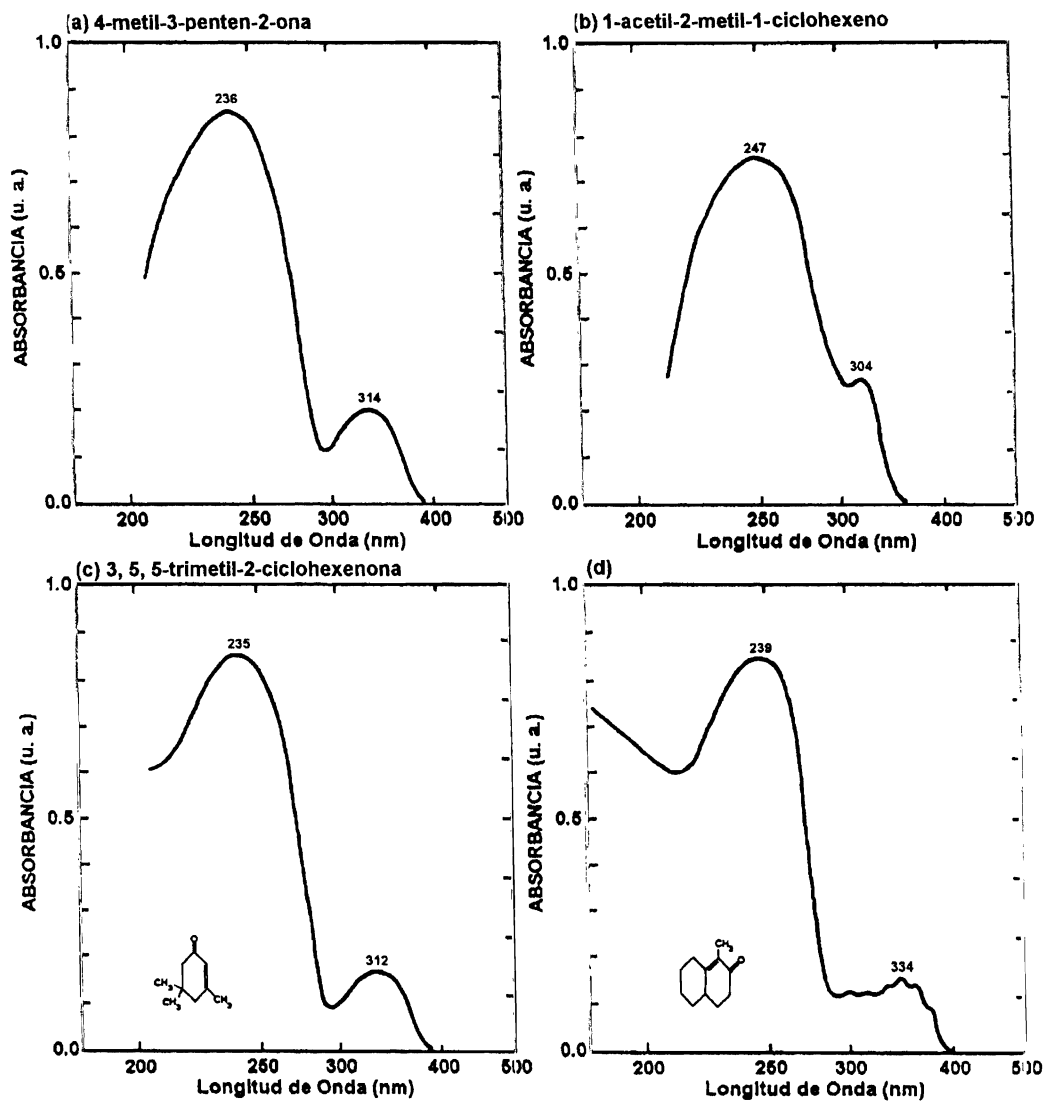 (a) 4-metil-3-penten-2-ona
1.0
236
ABSORBANCIA (u. a.)
0.5
314
0.0
200 250 300 400 500
Longitud de Onda (nm)
(b) 1-acetil-2-metil-1-ciclohexeno
1.0
247
ABSORBANCIA (u. a.)
0.5
304
0.0
200 250 300 400 500
Longitud de Onda (nm)
(c) 3, 5, 5-trimetil-2-ciclohexenona
1.0
235
ABSORBANCIA (u. a.)
0.5
O
CH3
CH3
CH3
312
0.0
200 250 300 400 500
Longitud de Onda (nm)
(d)
1.0
239
ABSORBANCIA (u. a.)
0.5
CH3
O
334
0.0
200 250 300 400 500
Longitud de Onda (nm)